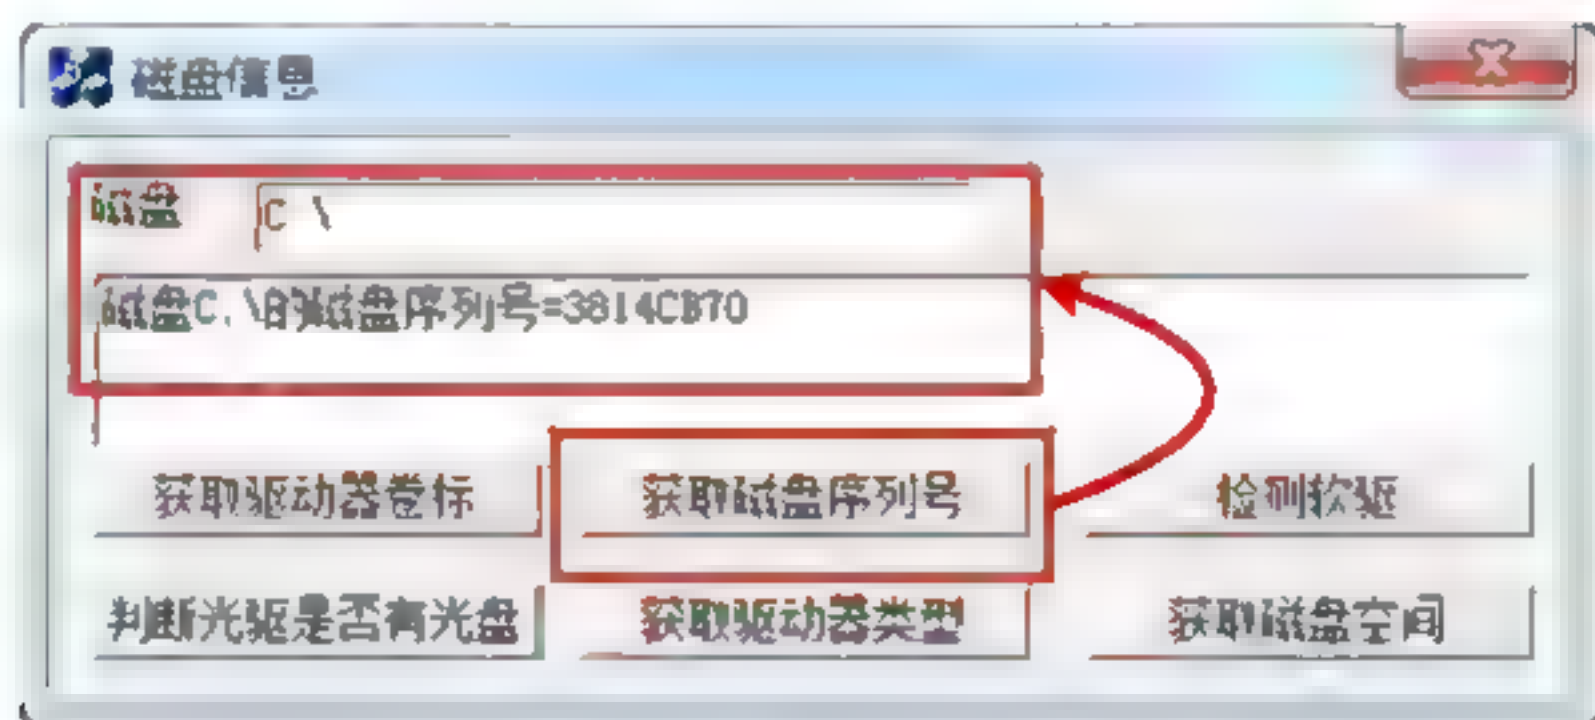 磁盘信息
磁盘 C:\
磁盘C:\的磁盘序列号=3814CB70
获取驱动器卷标 获取磁盘序列号 检测软驱
判断光驱是否有光盘 获取驱动器类型 获取磁盘空间